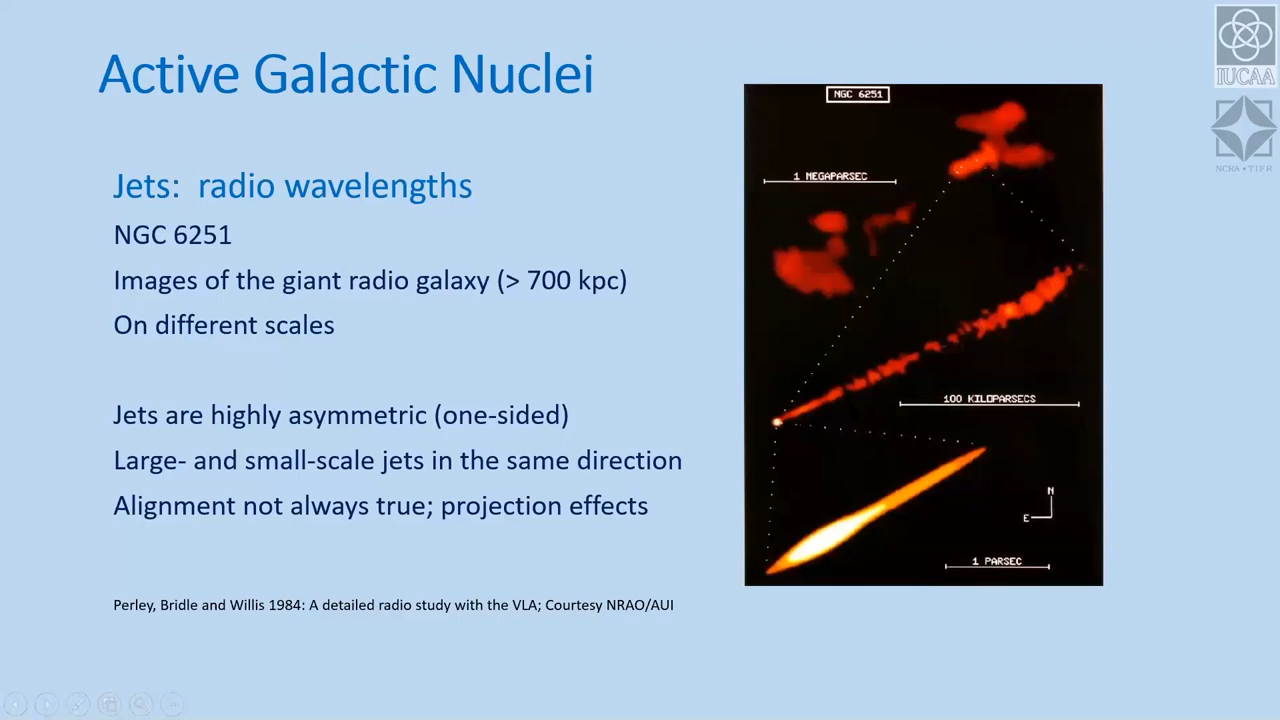 Active Galactic Nuclei
IUCAA
NCRA • TIFR
Jets: radio wavelengths
NGC 6251
Images of the giant radio galaxy (> 700 kpc)
On different scales
Jets are highly asymmetric (one-sided)
Large- and small-scale jets in the same direction
Alignment not always true; projection effects
Perley, Bridle and Willis 1984: A detailed radio study with the VLA; Courtesy NRAO/AUI
NGC 6251
1 MEGAPARSEC
100 KILOPARSECS
N
E
1 PARSEC